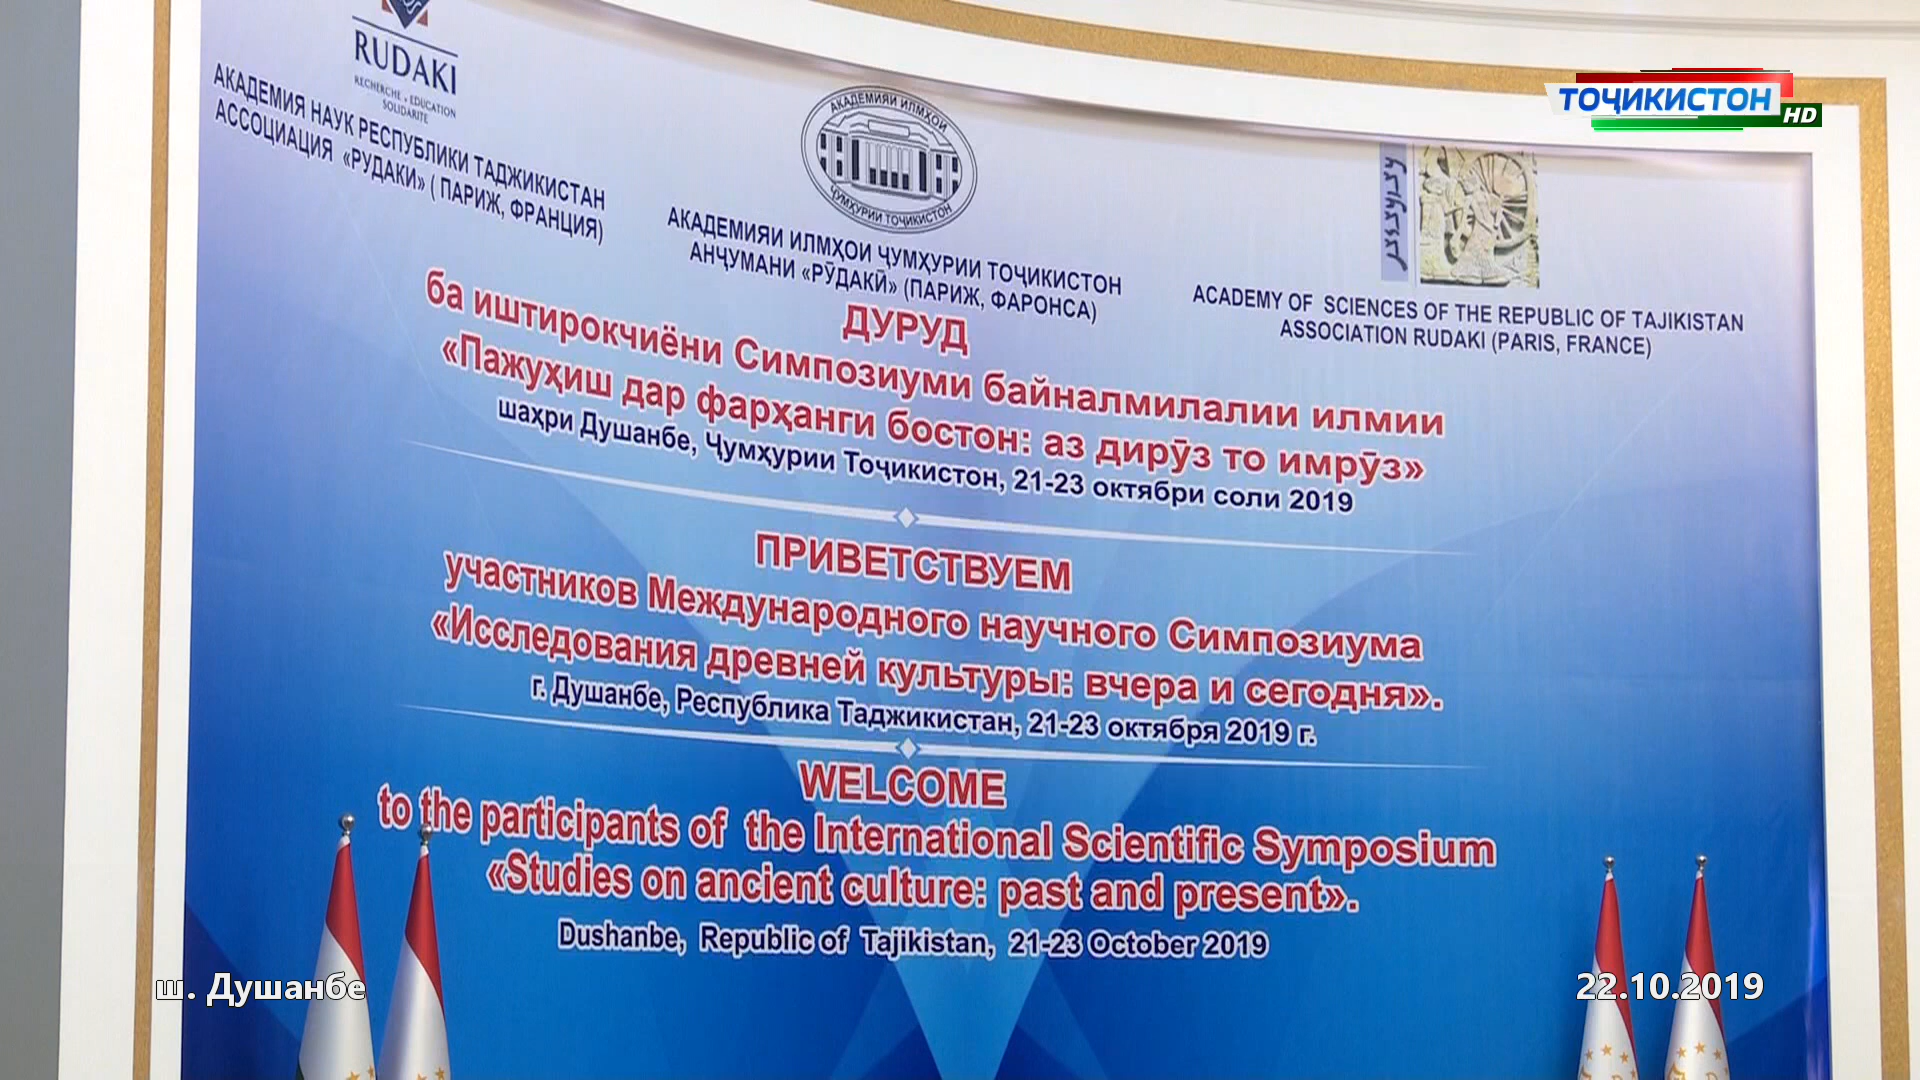 RUDAKI
RECHERCHE - EDUCATION
SOLIDARITE
АКАДЕМИЯ НАУК РЕСПУБЛИКИ ТАДЖИКИСТАН
АССОЦИАЦИЯ «РУДАКИ» ( ПАРИЖ, ФРАНЦИЯ)
АКАДЕМИЯИ ИЛМҲОИ
ҶУМҲУРИИ ТОҶИКИСТОН
АКАДЕМИЯИ ИЛМҲОИ ҶУМҲУРИИ ТОҶИКИСТОН
АНҶУМАНИ «РӮДАКӢ» (ПАРИЖ, ФАРОНСА)
ACADEMY OF SCIENCES OF THE REPUBLIC OF TAJIKISTAN
ASSOCIATION RUDAKI (PARIS, FRANCE)
ТОҶИКИСТОН
HD
ДУРУД
ба иштирокчиёни Симпозиуми байналмилалии илмии
«Пажуҳиш дар фарҳанги бостон: аз дирӯз то имрӯз»
шаҳри Душанбе, Ҷумҳурии Тоҷикистон, 21-23 октябри соли 2019
ПРИВЕТСТВУЕМ
участников Международного научного Симпозиума
«Исследования древней культуры: вчера и сегодня».
г. Душанбе, Республика Таджикистан, 21-23 октября 2019 г.
WELCOME
to the participants of the International Scientific Symposium
«Studies on ancient culture: past and present».
Dushanbe, Republic of Tajikistan, 21-23 October 2019
ш. Душанбе
22.10.2019